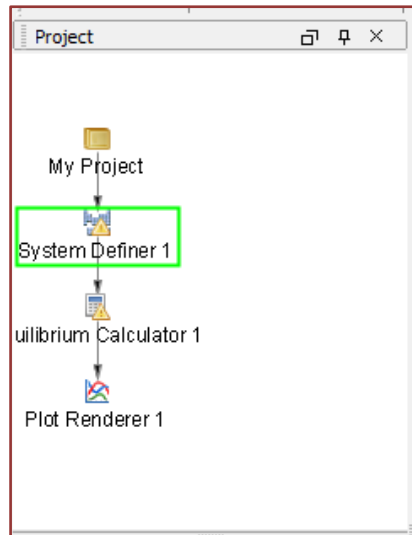 Project
My Project
System Definer 1
uilibrium Calculator 1
Plot Renderer 1